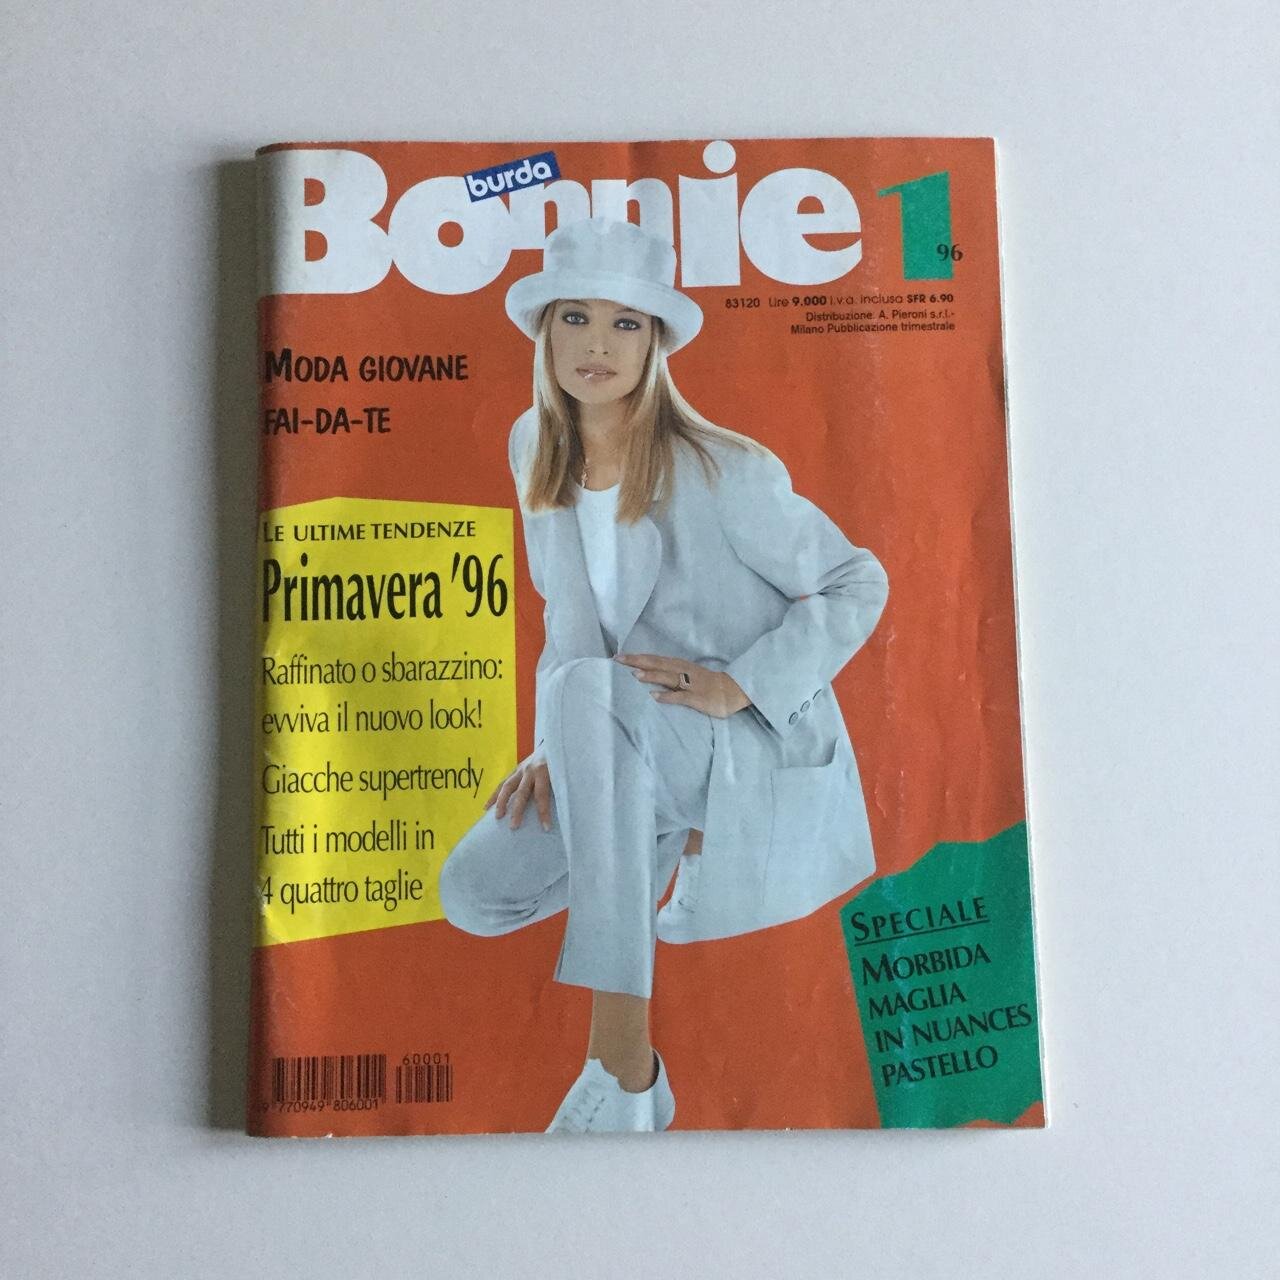 Bonnie
burda
1
96
83120 Lire 9.000 i.v.a. inclusa SFR 6.90
Distribuzione: A. Pieroni s.r.l.-
Milano Pubblicazione trimestrale
MODA GIOVANE
FAI-DA-TE
LE ULTIME TENDENZE
Primavera '96
Raffinato o sbarazzino:
evviva il nuovo look!
Giacche supertrendy
Tutti i modelli in
4 quattro taglie
SPECIALE
MORBIDA
MAGLIA
IN NUANCES
PASTELLO
60001
9 770949 806001